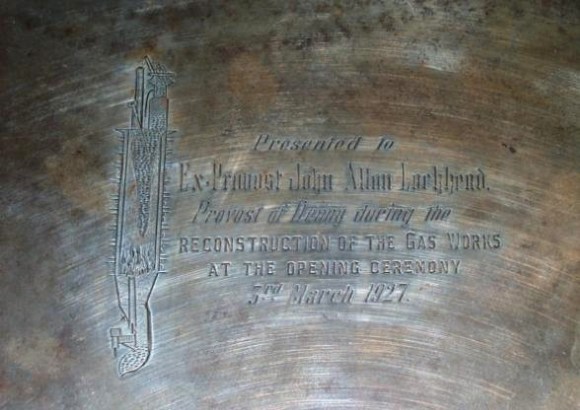 Presented to
Ex-Provost John Allan Lochhead.
Provost of Denny during the
RECONSTRUCTION OF THE GAS WORKS
AT THE OPENING CEREMONY
3rd March 1927.